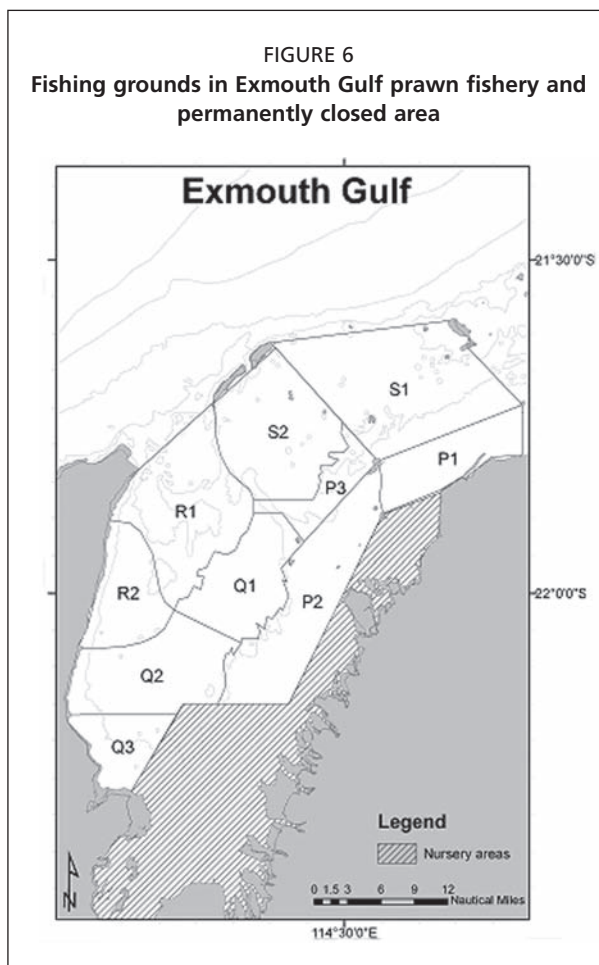 FIGURE 6
Fishing grounds in Exmouth Gulf prawn fishery and
permanently closed area
Exmouth Gulf
21°30'0"S
S1
S2
P1
P3
R1
Q1
R2
22°0'0"S
P2
Q2
Q3
Legend
Nursery areas
N
0 1.5 3 6 9 12
Nautical Miles
114°30'0"E